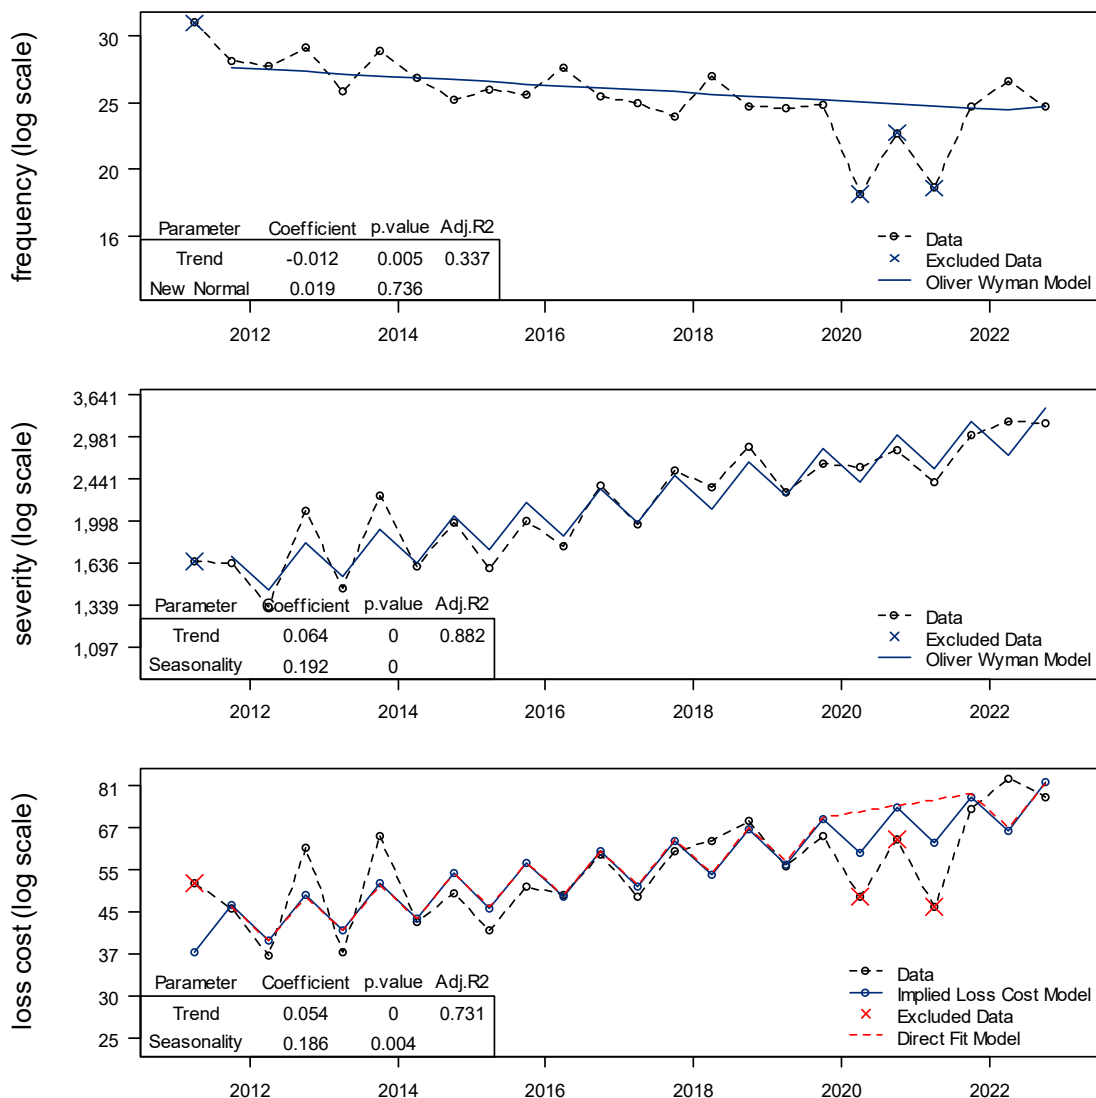 frequency (log scale)
30
25
20
16
Parameter Coefficient p.value Adj.R2
Trend -0.012 0.005 0.337
New Normal 0.019 0.736
Data
Excluded Data
Oliver Wyman Model
2012 2014 2016 2018 2020 2022
severity (log scale)
3,641
2,981
2,441
1,998
1,636
1,339
1,097
Parameter Coefficient p.value Adj.R2
Trend 0.064 0 0.882
Seasonality 0.192 0
Data
Excluded Data
Oliver Wyman Model
2012 2014 2016 2018 2020 2022
loss cost (log scale)
81
67
55
45
37
30
25
Parameter Coefficient p.value Adj.R2
Trend 0.054 0 0.731
Seasonality 0.186 0.004
Data
Implied Loss Cost Model
Excluded Data
Direct Fit Model
2012 2014 2016 2018 2020 2022